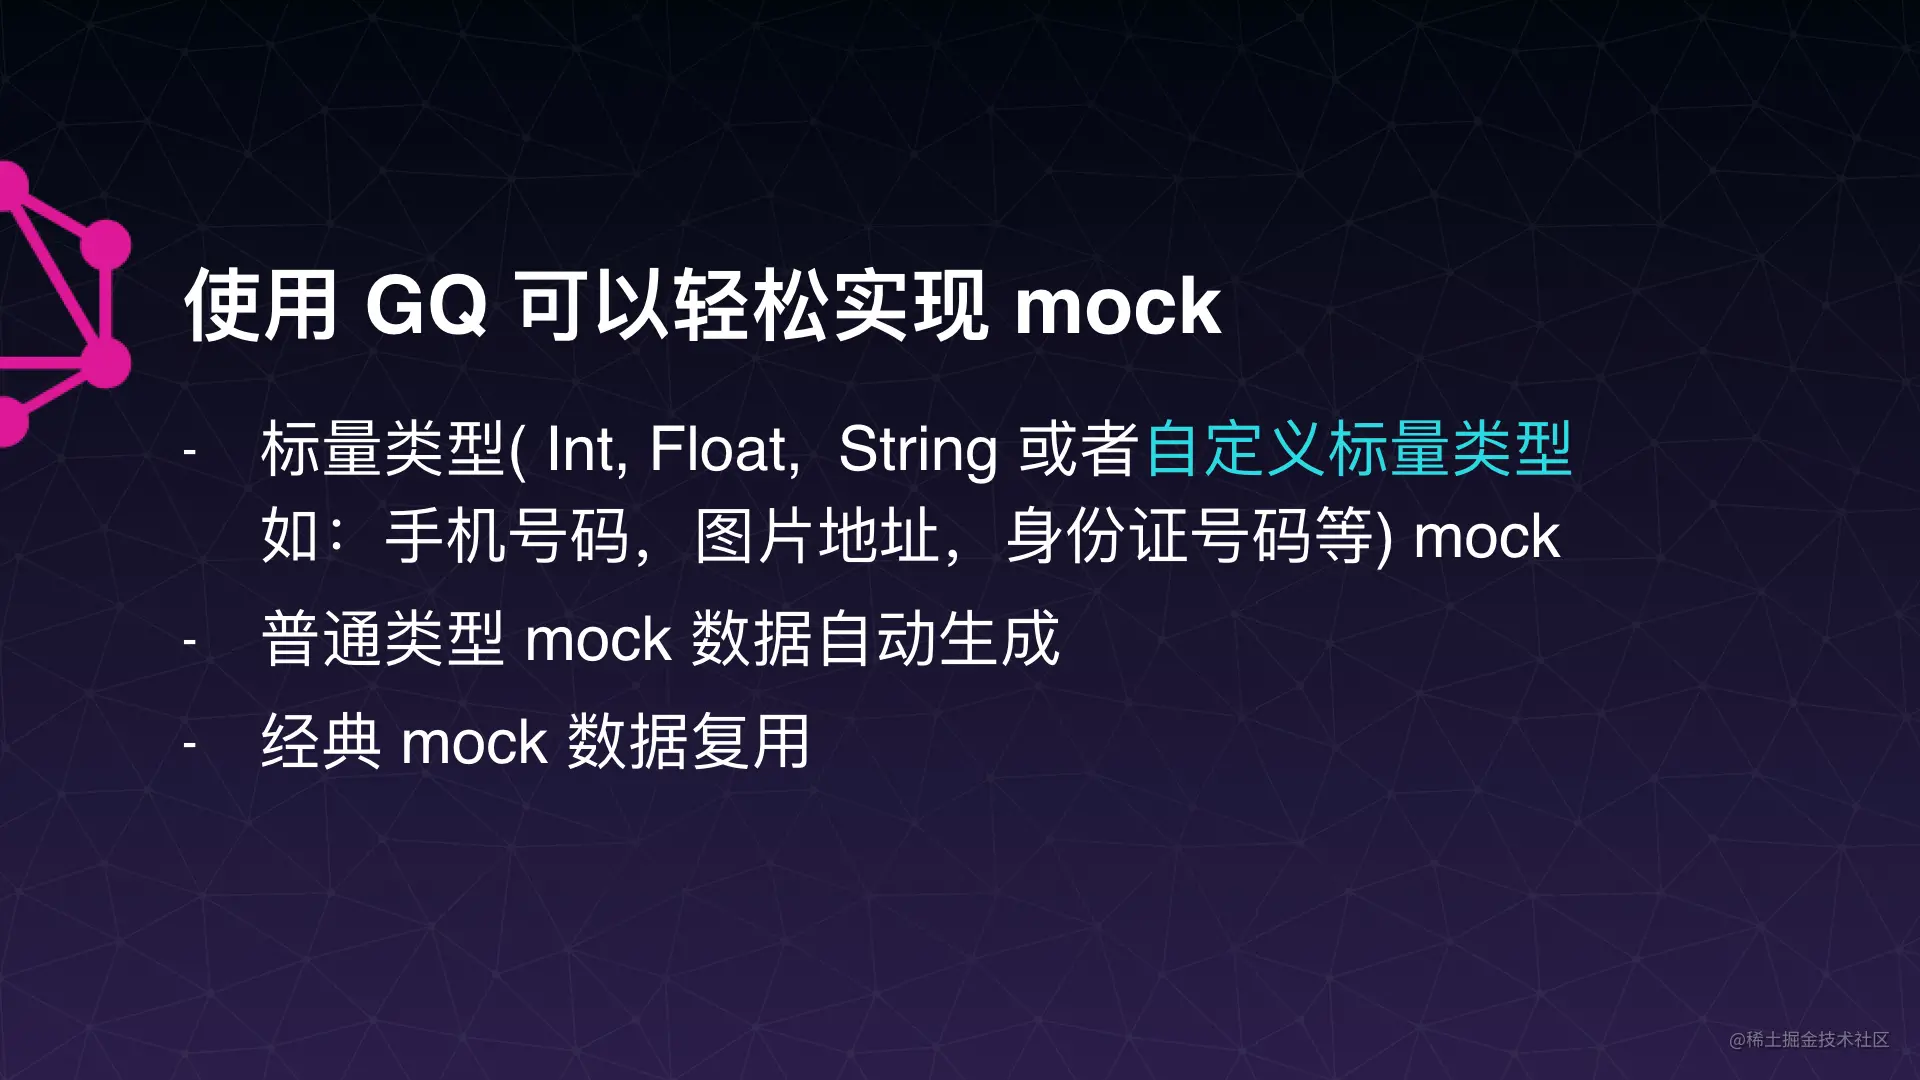 使用 GQ 可以轻松实现 mock
- 标量类型( Int, Float, String 或者自定义标量类型
如：手机号码，图片地址，身份证号码等) mock
- 普通类型 mock 数据自动生成
- 经典 mock 数据复用
@稀土掘金技术社区